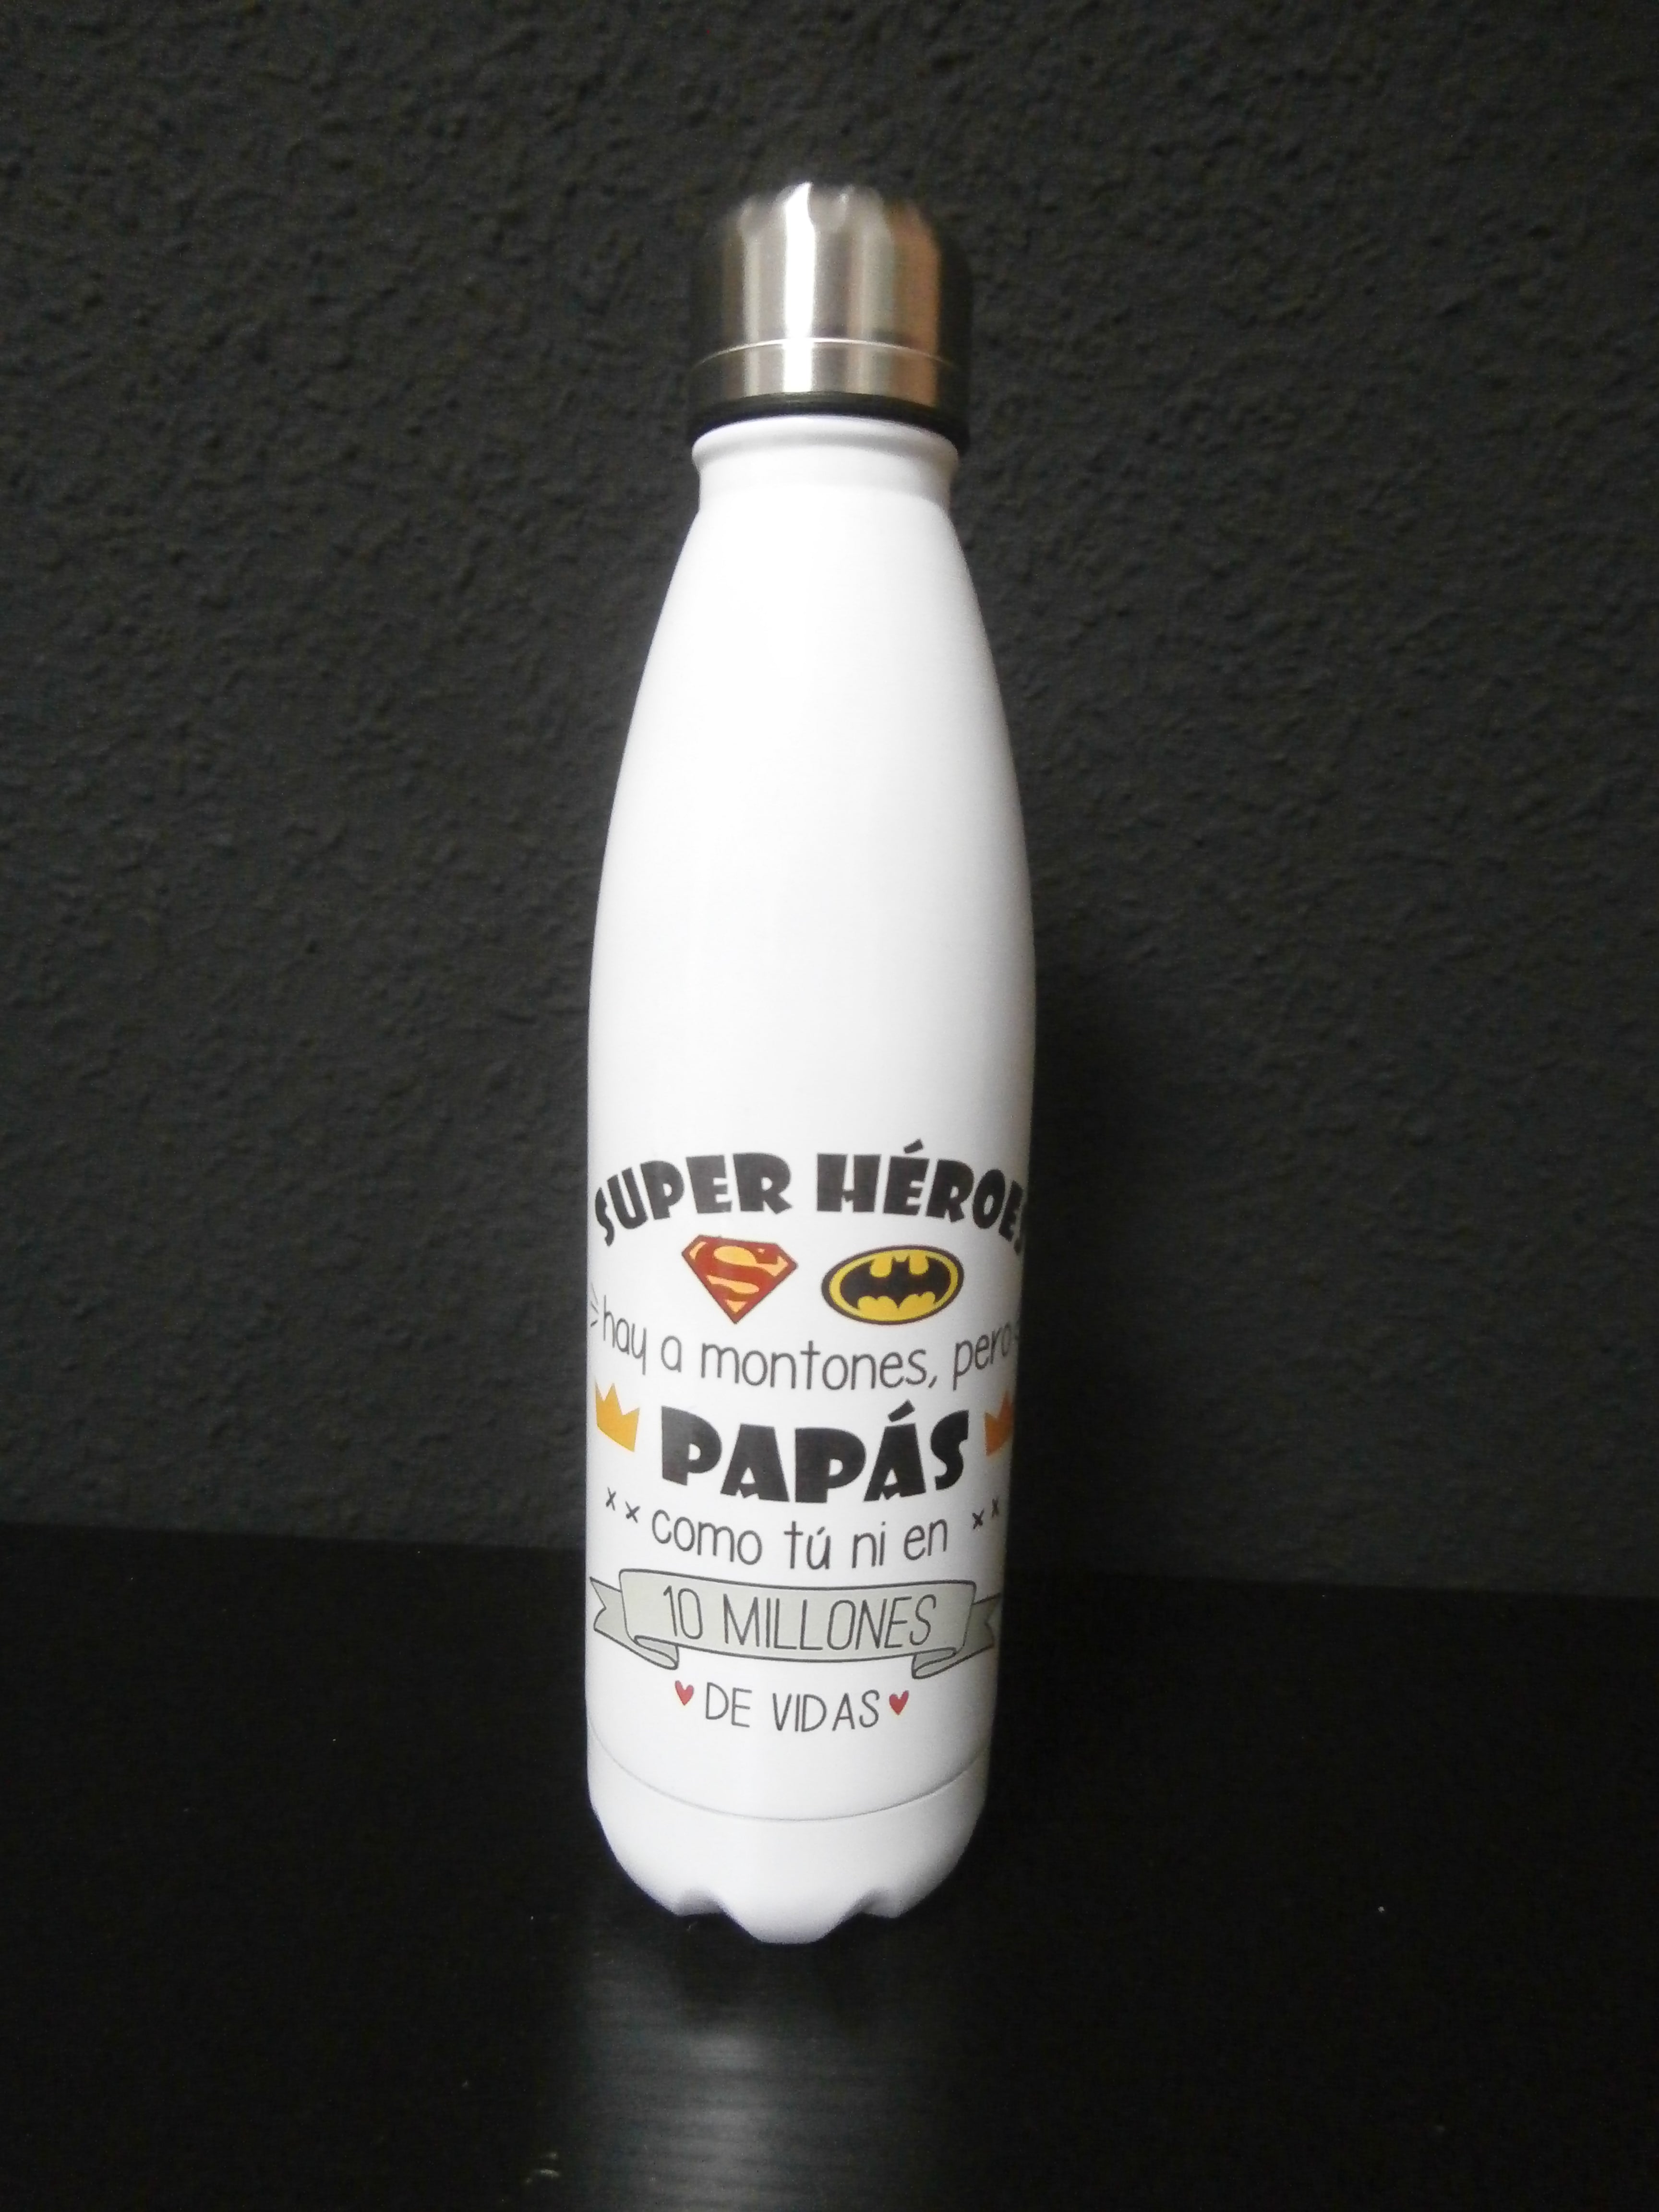 SUPER HÉROES
hay a montones, pero
PAPÁS
como tú ni en
10 MILLONES
DE VIDAS